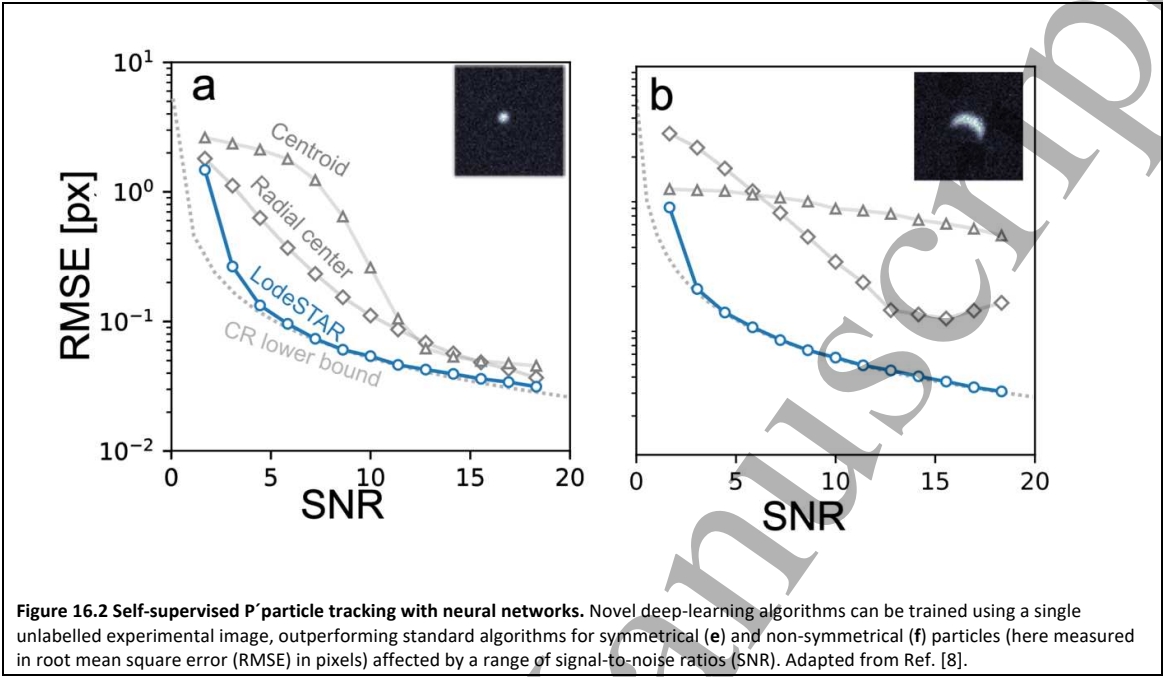 a
b
Centroid
Radial center
LodeSTAR
CR lower bound
RMSE [px]
10¹
10⁰
10⁻¹
10⁻²
0 5 10 15 20
0 5 10 15 20
SNR
SNR
Figure 16.2 Self-supervised P´particle tracking with neural networks. Novel deep-learning algorithms can be trained using a single
unlabelled experimental image, outperforming standard algorithms for symmetrical (e) and non-symmetrical (f) particles (here measured
in root mean square error (RMSE) in pixels) affected by a range of signal-to-noise ratios (SNR). Adapted from Ref. [8].
anuscrip